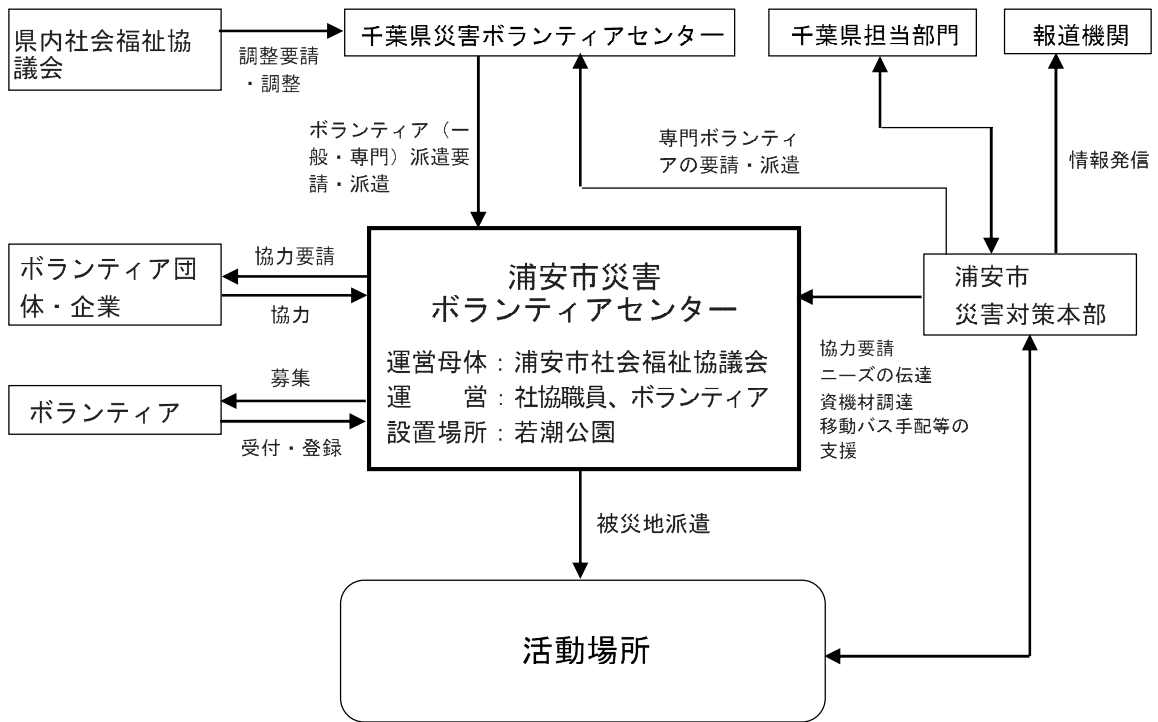 県内社会福祉協
議会
調整要請
・調整
千葉県災害ボランティアセンター
千葉県担当部門
報道機関
ボランティア（一
般・専門）派遣要
請・派遣
専門ボランティ
アの要請・派遣
情報発信
ボランティア団
体・企業
協力要請
協力
ボランティア
募集
受付・登録
浦安市災害
ボランティアセンター
運営母体：浦安市社会福祉協議会
運　　営：社協職員、ボランティア
設置場所：若潮公園
浦安市
災害対策本部
協力要請
ニーズの伝達
資機材調達
移動バス手配等の
支援
被災地派遣
活動場所